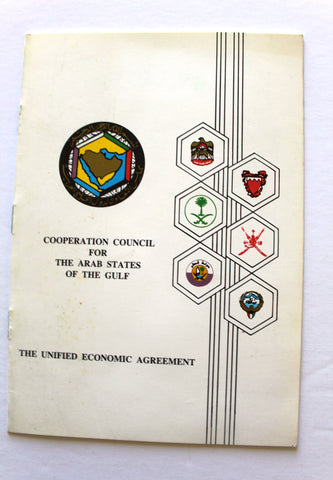 COOPERATION COUNCIL
FOR
THE ARAB STATES
OF THE GULF
THE UNIFIED ECONOMIC AGREEMENT